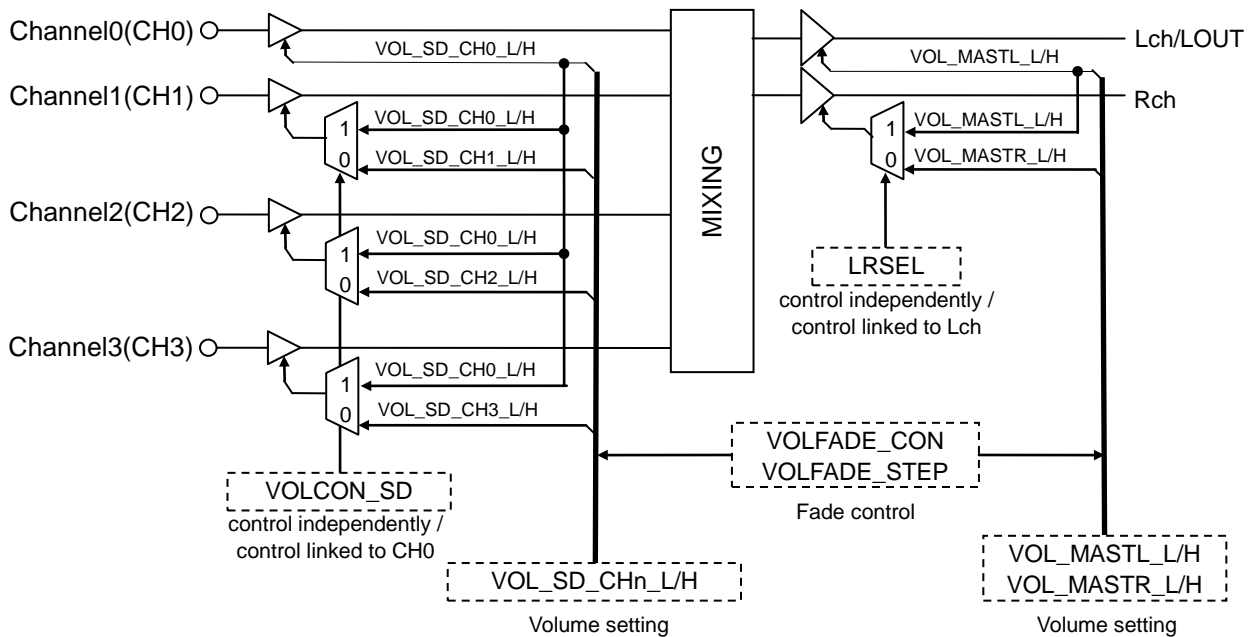 Channel0(CH0)
VOL_SD_CH0_L/H
Channel1(CH1)
1
0
VOL_SD_CH0_L/H
VOL_SD_CH1_L/H
Channel2(CH2)
1
0
VOL_SD_CH0_L/H
VOL_SD_CH2_L/H
Channel3(CH3)
1
0
VOL_SD_CH0_L/H
VOL_SD_CH3_L/H
VOLCON_SD
control independently /
control linked to CH0
VOL_SD_CHn_L/H
Volume setting
MIXING
Lch/LOUT
VOL_MASTL_L/H
Rch
1
0
VOL_MASTL_L/H
VOL_MASTR_L/H
LRSEL
control independently /
control linked to Lch
VOLFADE_CON
VOLFADE_STEP
Fade control
VOL_MASTL_L/H
VOL_MASTR_L/H
Volume setting